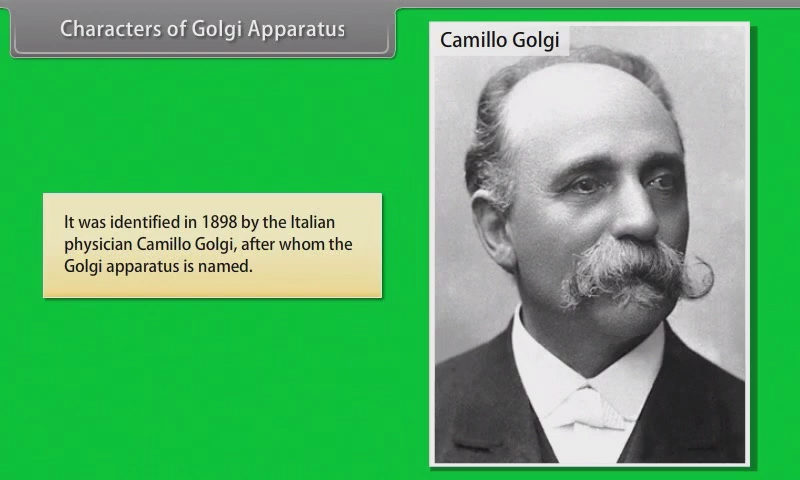 Characters of Golgi Apparatus
Camillo Golgi
It was identified in 1898 by the Italian
physician Camillo Golgi, after whom the
Golgi apparatus is named.